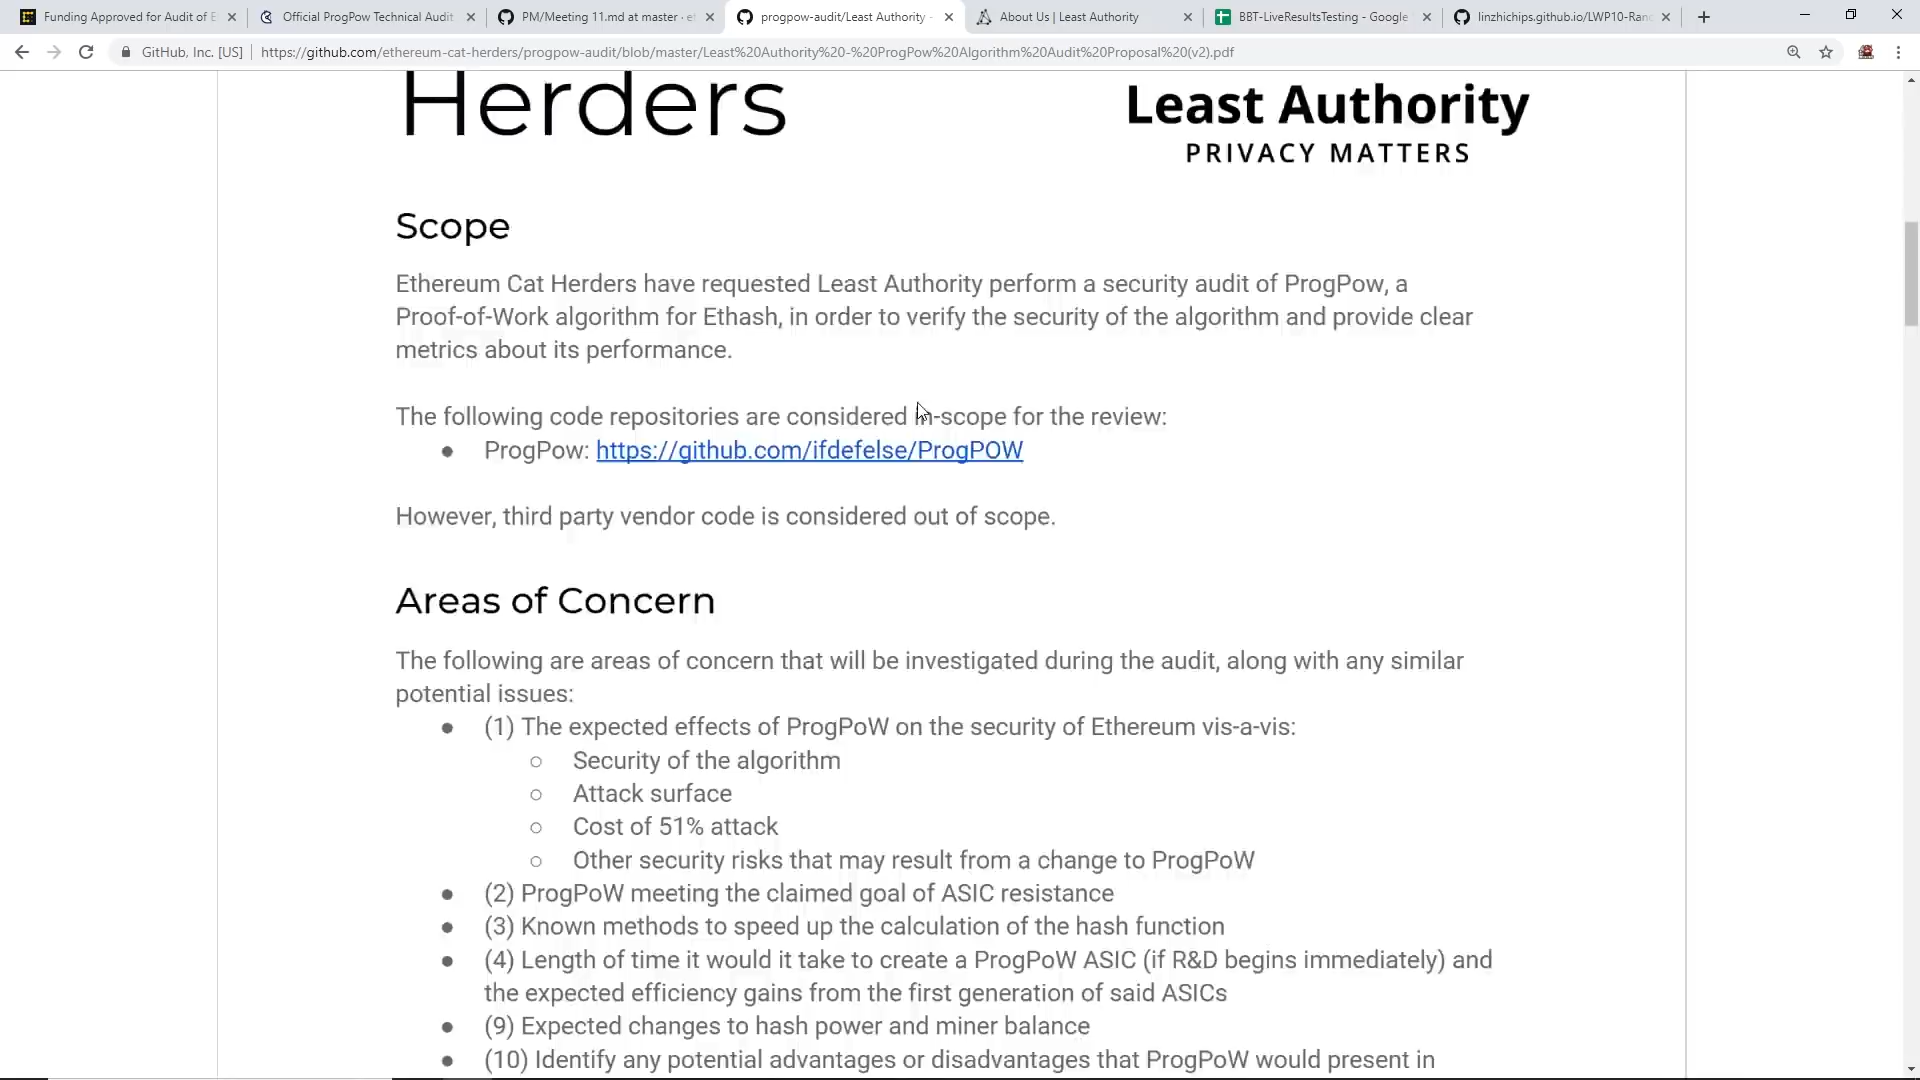 Funding Approved for Audit of E
Official ProgPow Technical Audit
PM/Meeting 11.md at master · et
progpow-audit/Least Authority -
About Us | Least Authority
BBT-LiveResultsTesting - Google
linzhichips.github.io/LWP10-Ran
GitHub, Inc. [US]
https://github.com/ethereum-cat-herders/progpow-audit/blob/master/Least%20Authority%20-%20ProgPow%20Algorithm%20Audit%20Proposal%20(v2).pdf
Herders
Least Authority
PRIVACY MATTERS
Scope
Ethereum Cat Herders have requested Least Authority perform a security audit of ProgPow, a
Proof-of-Work algorithm for Ethash, in order to verify the security of the algorithm and provide clear
metrics about its performance.
The following code repositories are considered in-scope for the review:
● ProgPow: https://github.com/ifdefelse/ProgPOW
However, third party vendor code is considered out of scope.
Areas of Concern
The following are areas of concern that will be investigated during the audit, along with any similar
potential issues:
● (1) The expected effects of ProgPoW on the security of Ethereum vis-a-vis:
○ Security of the algorithm
○ Attack surface
○ Cost of 51% attack
○ Other security risks that may result from a change to ProgPoW
● (2) ProgPoW meeting the claimed goal of ASIC resistance
● (3) Known methods to speed up the calculation of the hash function
● (4) Length of time it would it take to create a ProgPoW ASIC (if R&D begins immediately) and
the expected efficiency gains from the first generation of said ASICs
● (9) Expected changes to hash power and miner balance
● (10) Identify any potential advantages or disadvantages that ProgPoW would present in